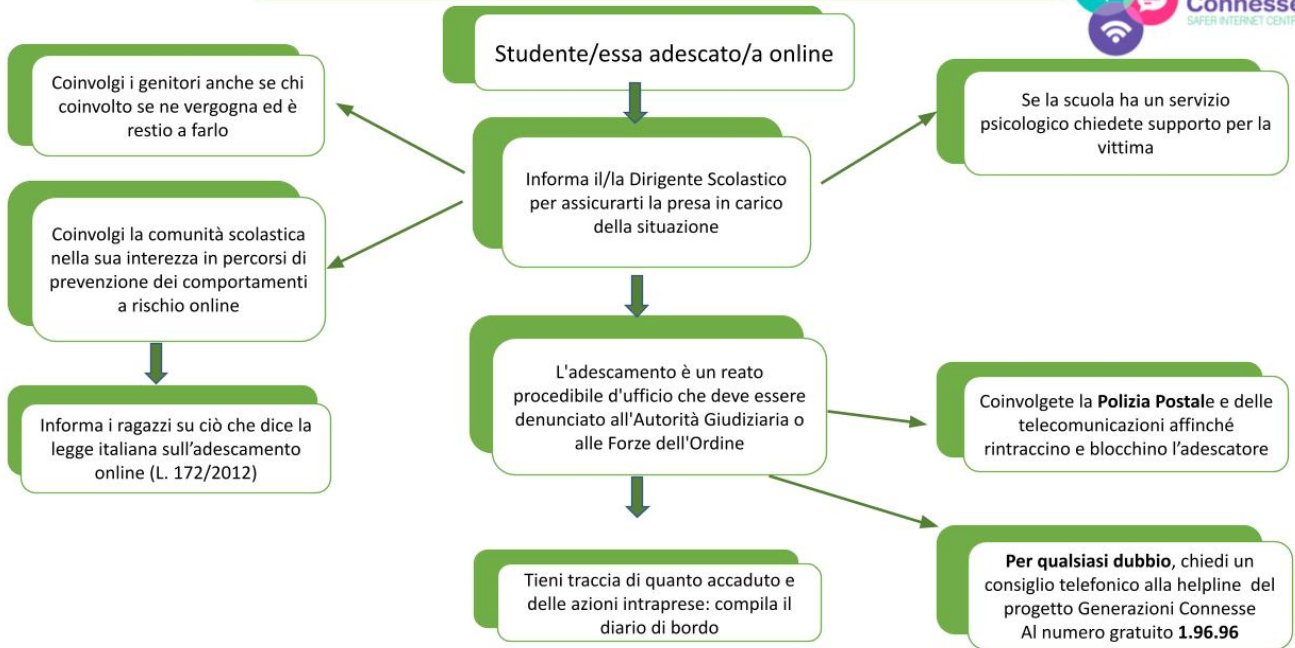 Connesse
SAFER INTERNET CENTR
Studente/essa adescato/a online
Coinvolgi i genitori anche se chi
coinvolto se ne vergogna ed è
restio a farlo
Se la scuola ha un servizio
psicologico chiedete supporto per la
vittima
Informa il/la Dirigente Scolastico
per assicurarti la presa in carico
della situazione
Coinvolgi la comunità scolastica
nella sua interezza in percorsi di
prevenzione dei comportamenti
a rischio online
L'adescamento è un reato
procedibile d'ufficio che deve essere
denunciato all'Autorità Giudiziaria o
alle Forze dell'Ordine
Coinvolgete la Polizia Postale e delle
telecomunicazioni affinché
rintraccino e blocchino l’adescatore
Informa i ragazzi su ciò che dice la
legge italiana sull’adescamento
online (L. 172/2012)
Tieni traccia di quanto accaduto e
delle azioni intraprese: compila il
diario di bordo
Per qualsiasi dubbio, chiedi un
consiglio telefonico alla helpline del
progetto Generazioni Connesse
Al numero gratuito 1.96.96